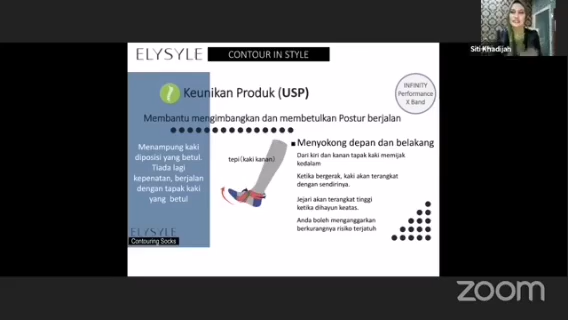 Siti Khadijah
ELYSYLE
CONTOUR IN STYLE
Keunikan Produk (USP)
INFINITY
Performance
X Band
Membantu mengimbangkan dan membetulkan Postur berjalan
Menampung kaki
diposisi yang betul.
Tiada lagi
kepenatan, berjalan
dengan tapak kaki
yang betul
tepi(kaki kanan)
Menyokong depan dan belakang
Dari kiri dan kanan tapak kaki memijak
kedalam
Ketika bergerak, kaki akan terangkat
dengan sendirinya.
Jejari akan terangkat tinggi
ketika dihayun keatas.
Anda boleh menganggarkan
berkurangnya risiko terjatuh
ELYSYLE
Contouring Socks
zoom